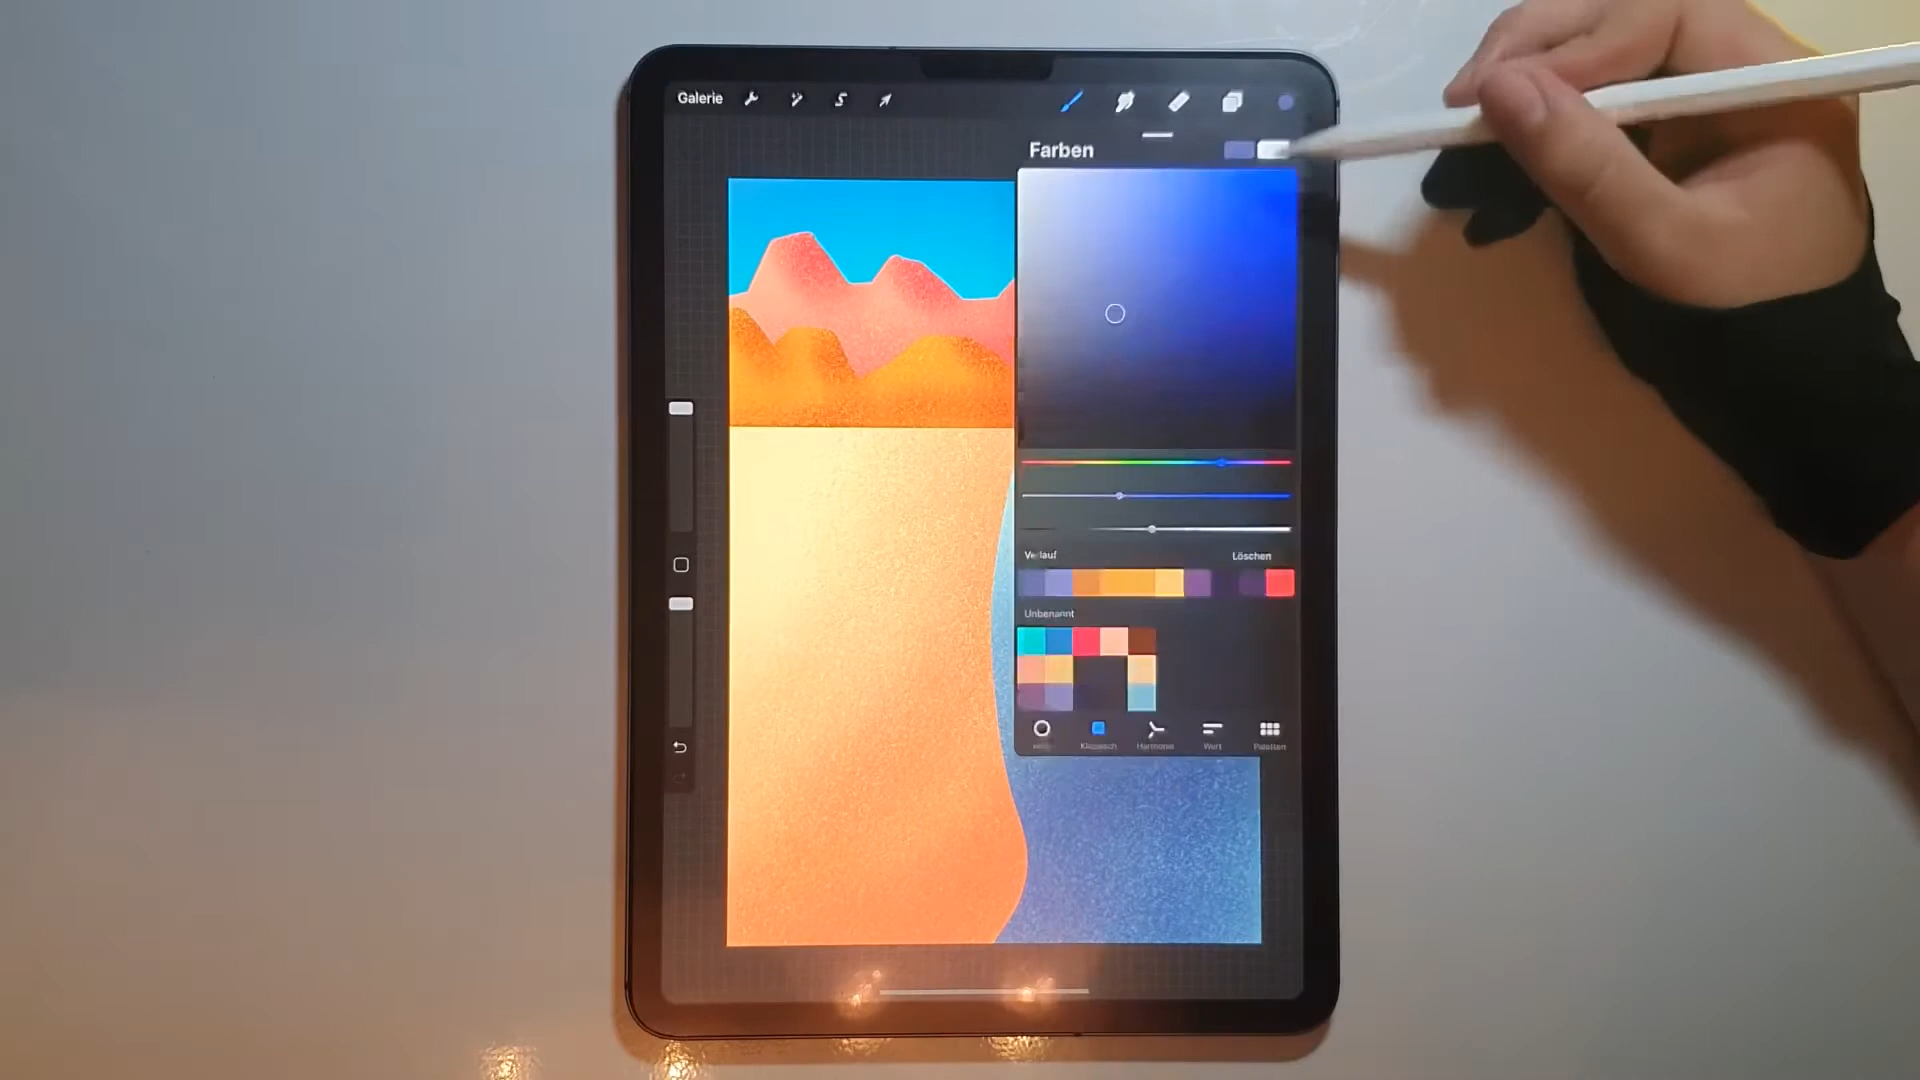 Galerie
Farben
Verlauf Löschen
Unbenannt
Klassisch Harmonie Wert Paletten